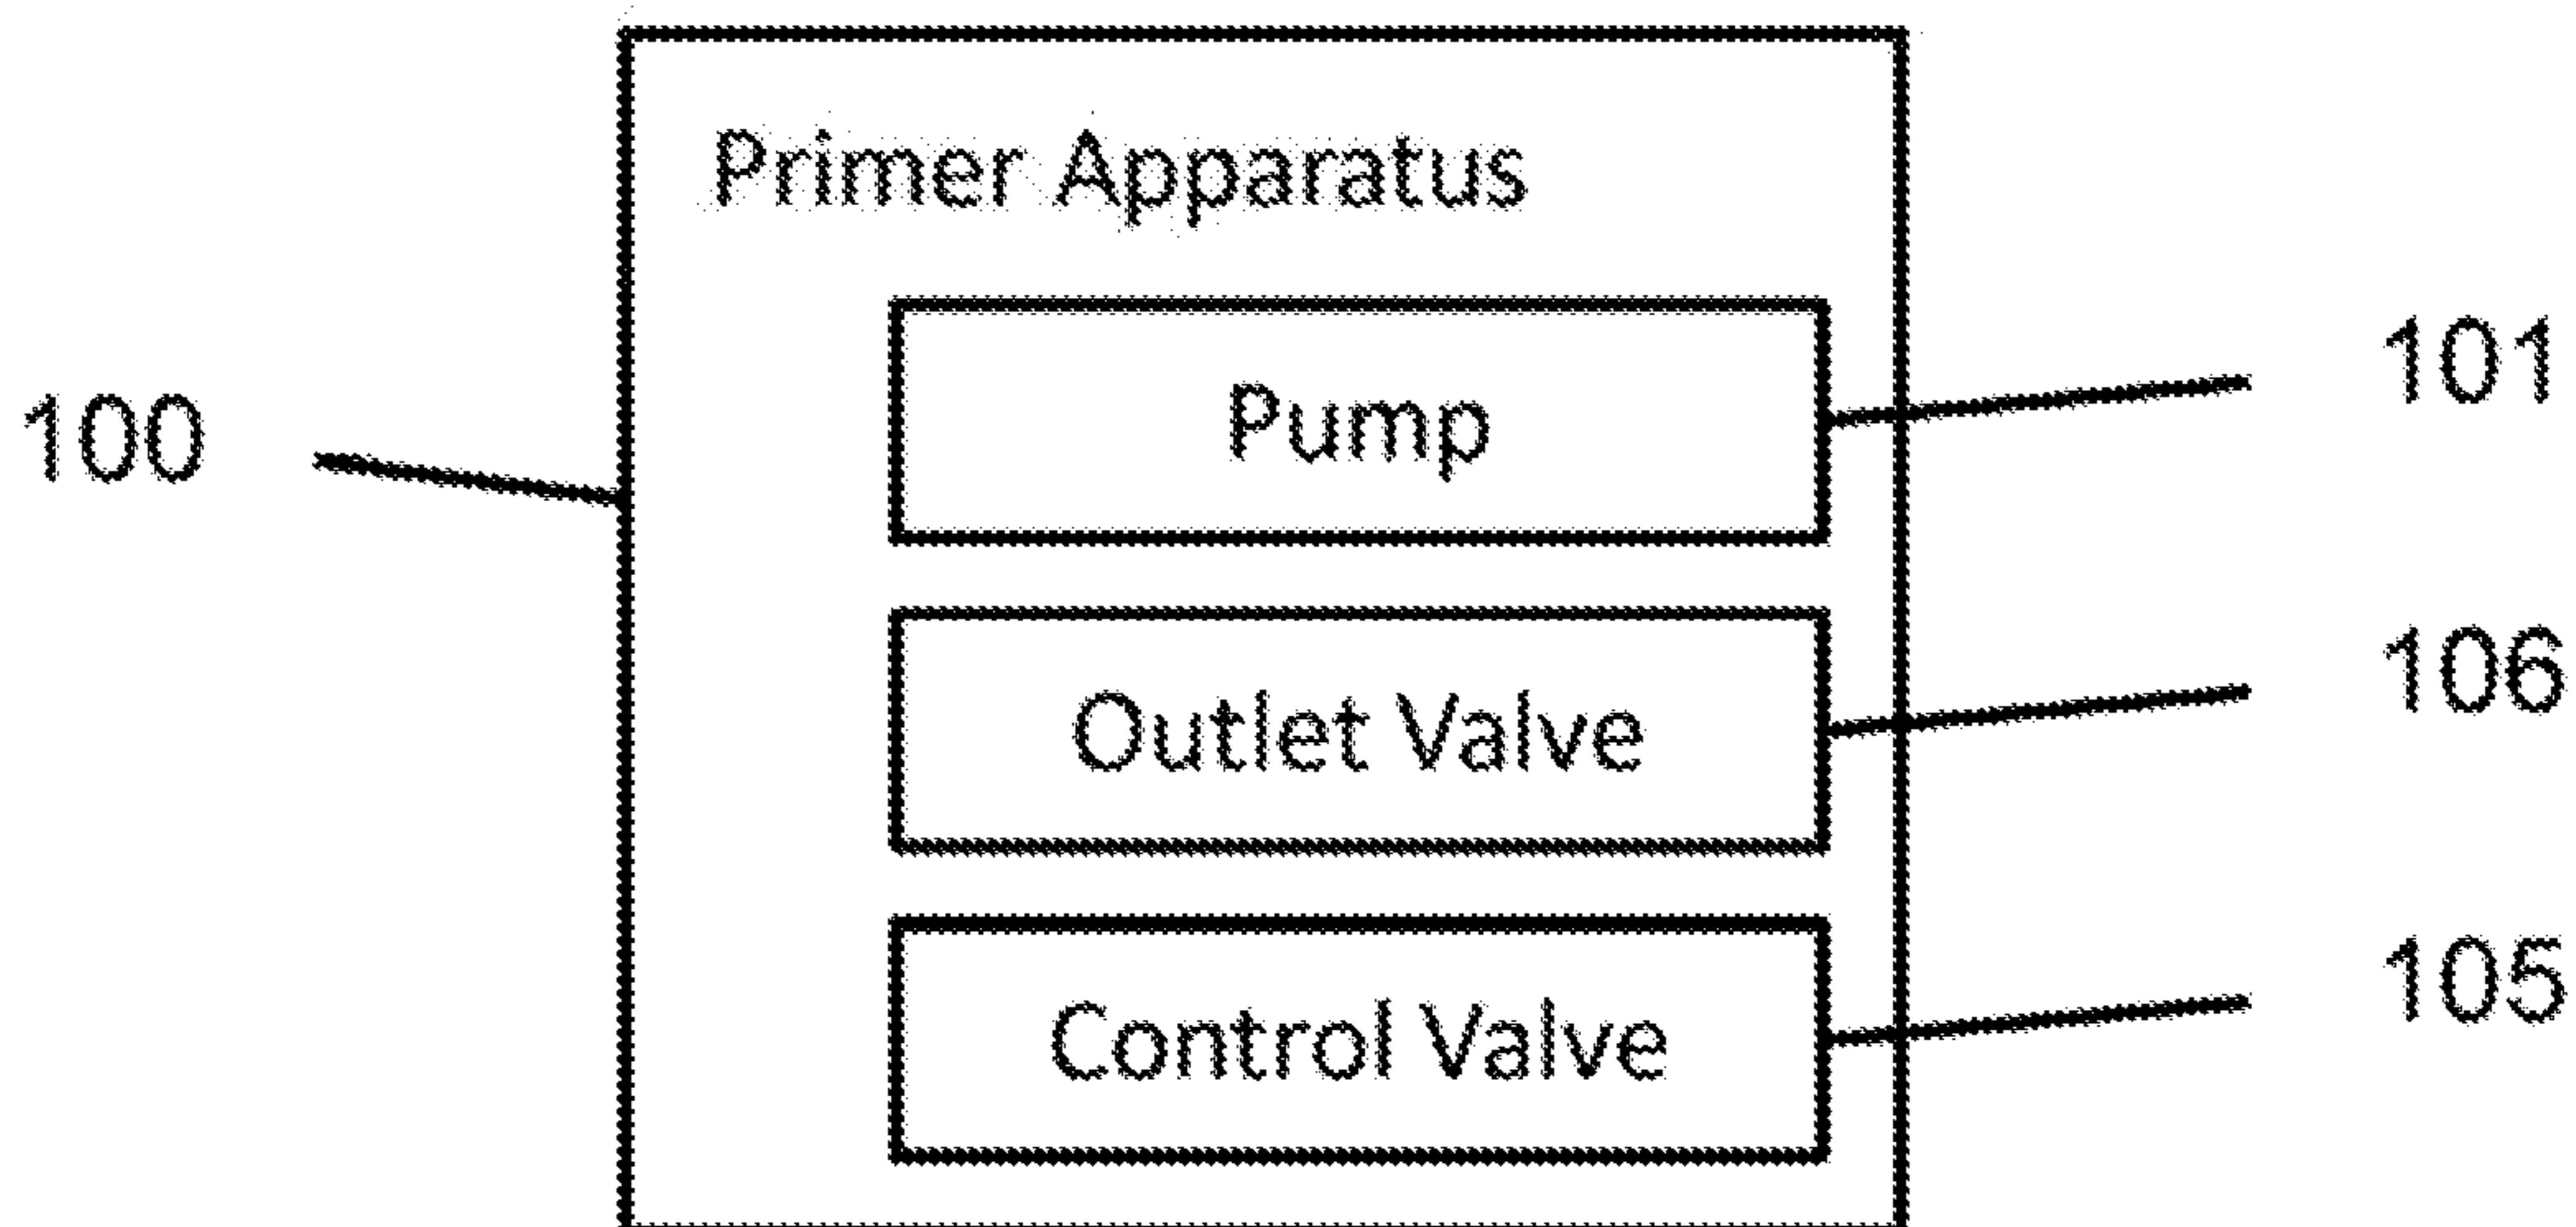 Primer Apparatus
Pump
101
100
Outlet Valve
106
Control Valve
105